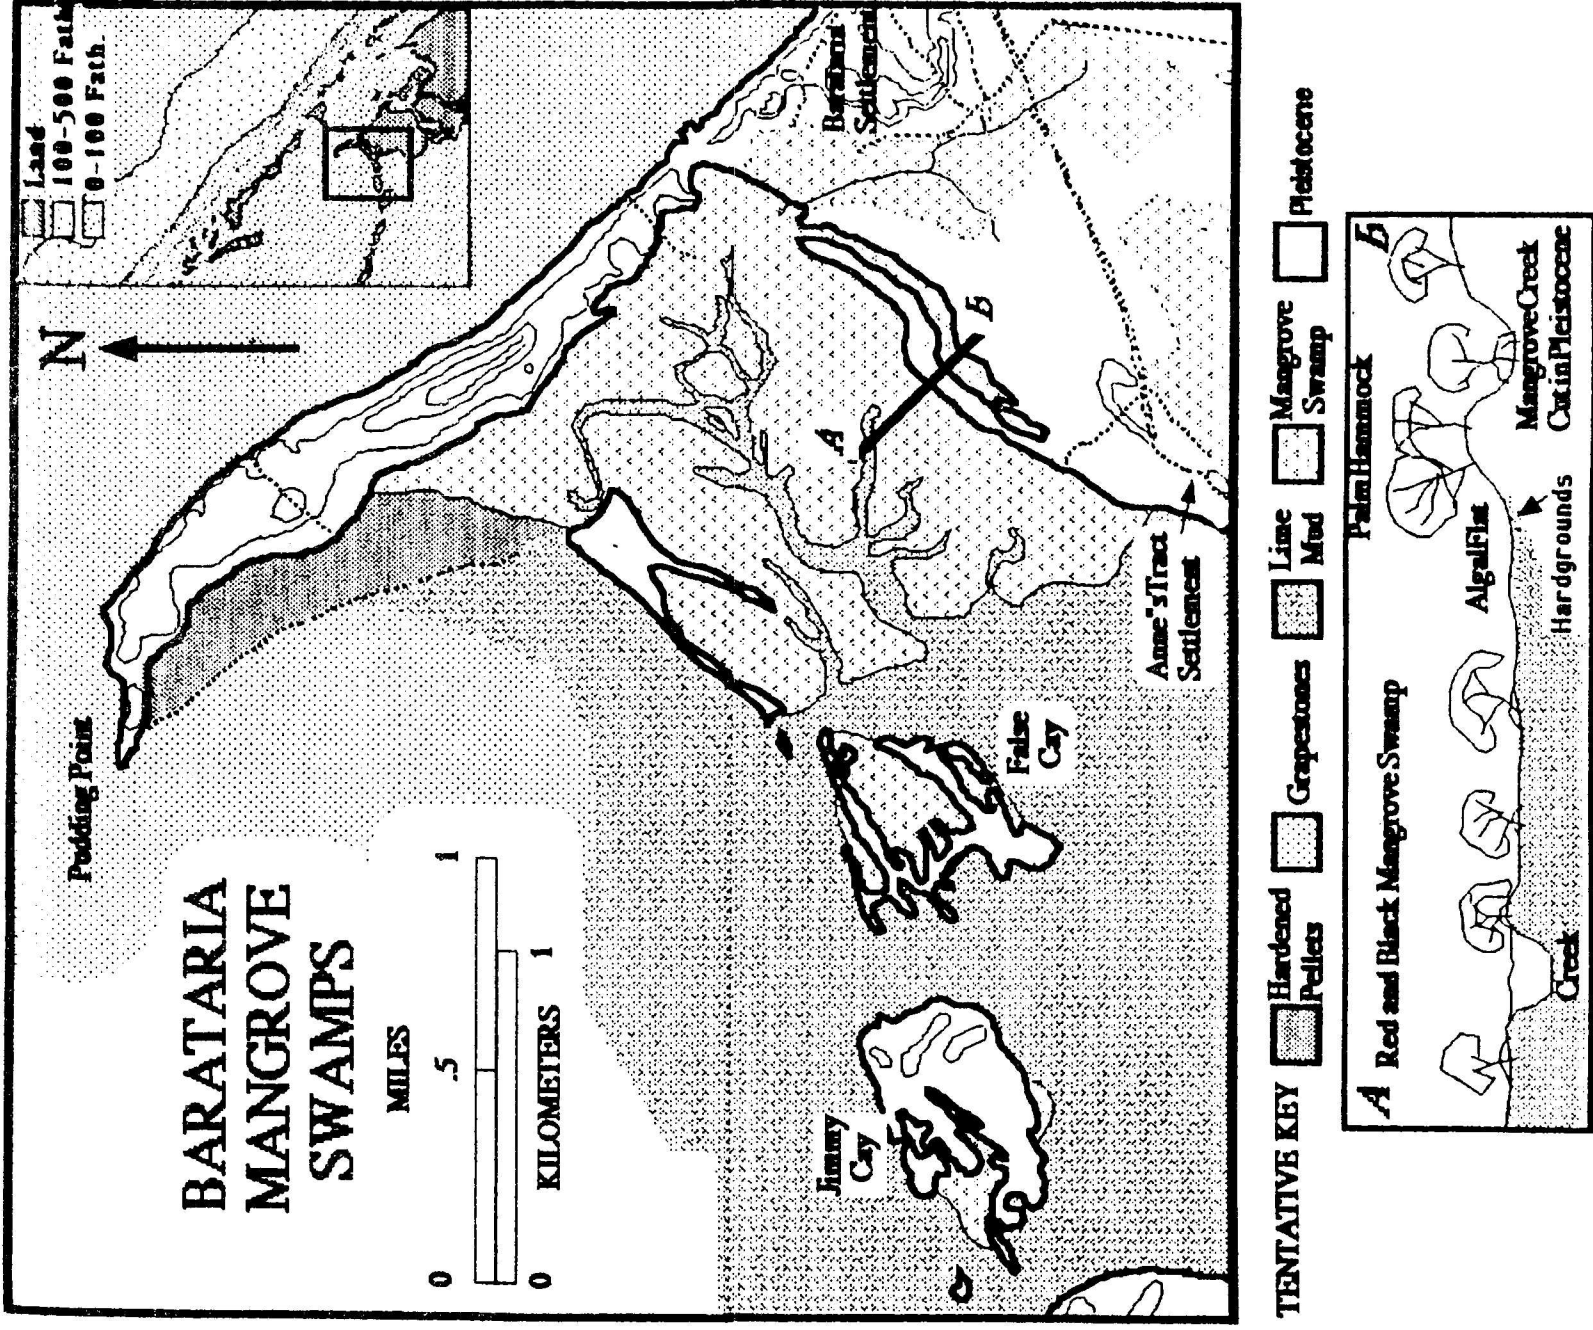 Land
100-500 Fath
0-100 Fath.
N
Pudding Point
BARATARIA
MANGROVE
SWAMPS
MILES
0 .5 1
0 1
KILOMETERS
Settlement
A
B
Jimmy
Cay
False
Cay
Anne"sTract
Settlement
TENTATIVE KEY
Hardened
Pellets
Grapestones
Lime
Mud
Mangrove
Swamp
Pleistocene
A
Red and Black Mangrove Swamp
Palm Hammock
B
Algal Flat
Creek
Hardgrounds
Mangrove Creek
Cut in Pleistocene